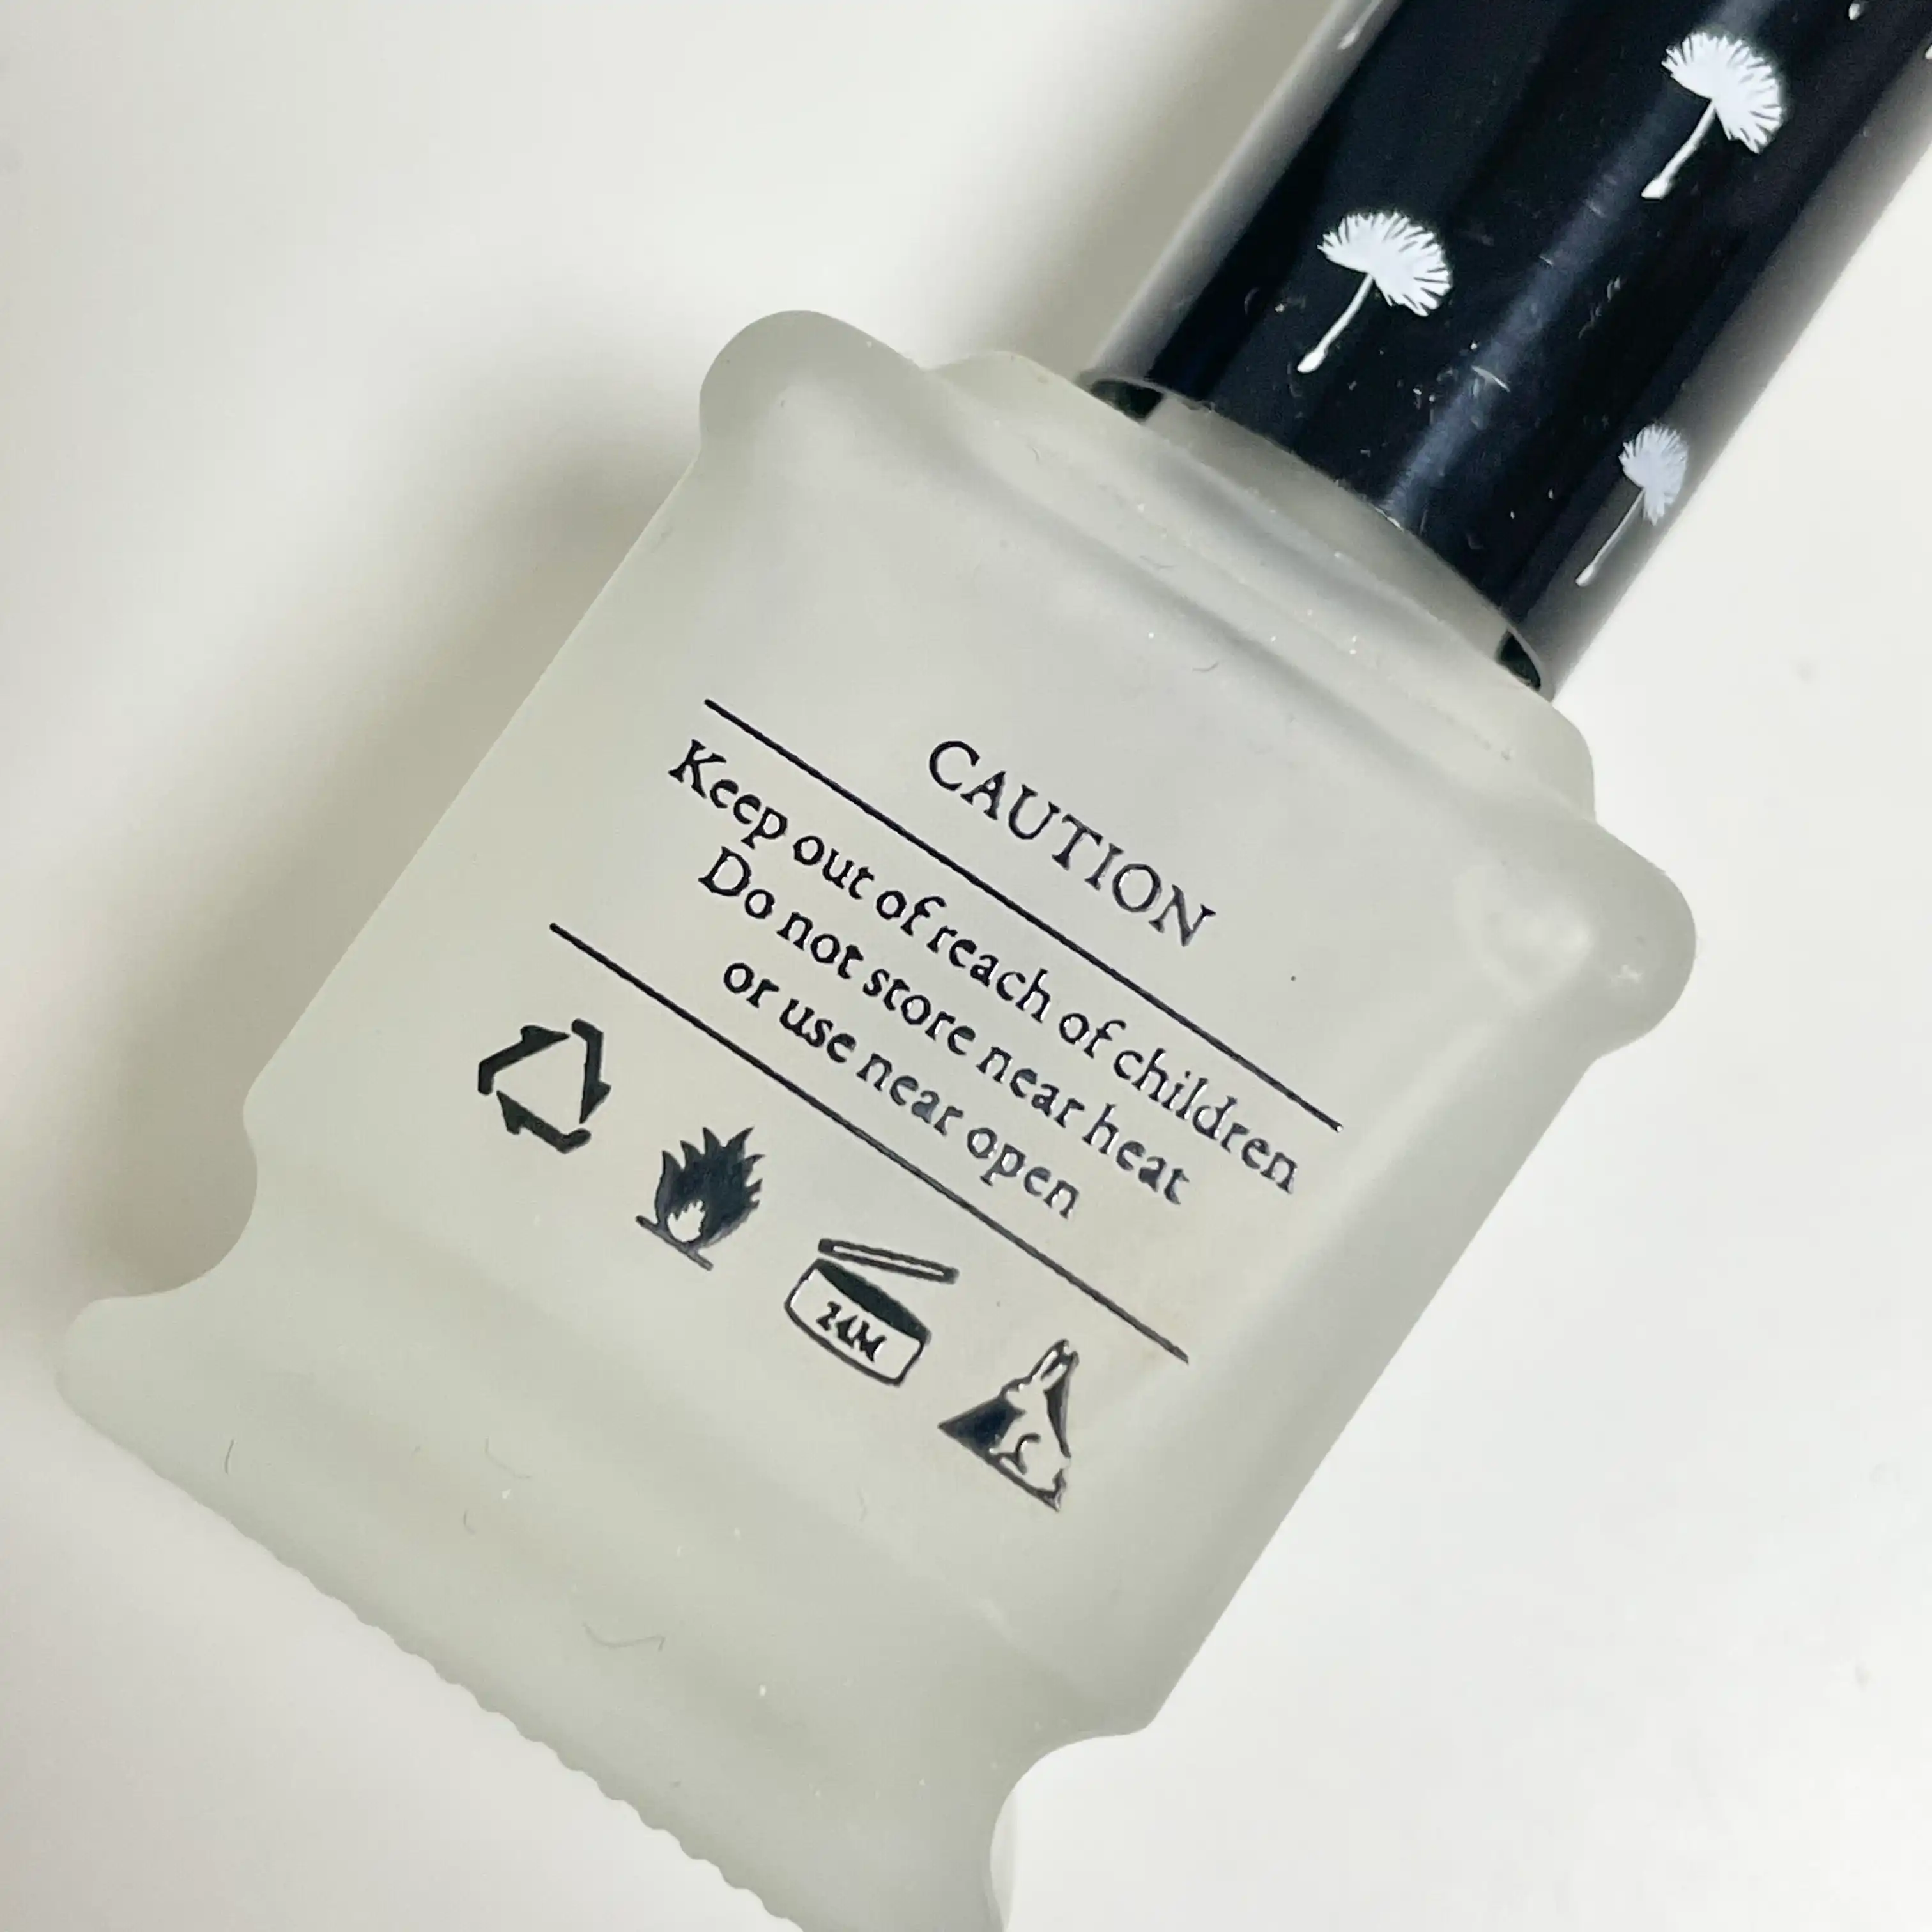 CAUTION
Keep out of reach of children
Do not store near heat
or use near open
24M